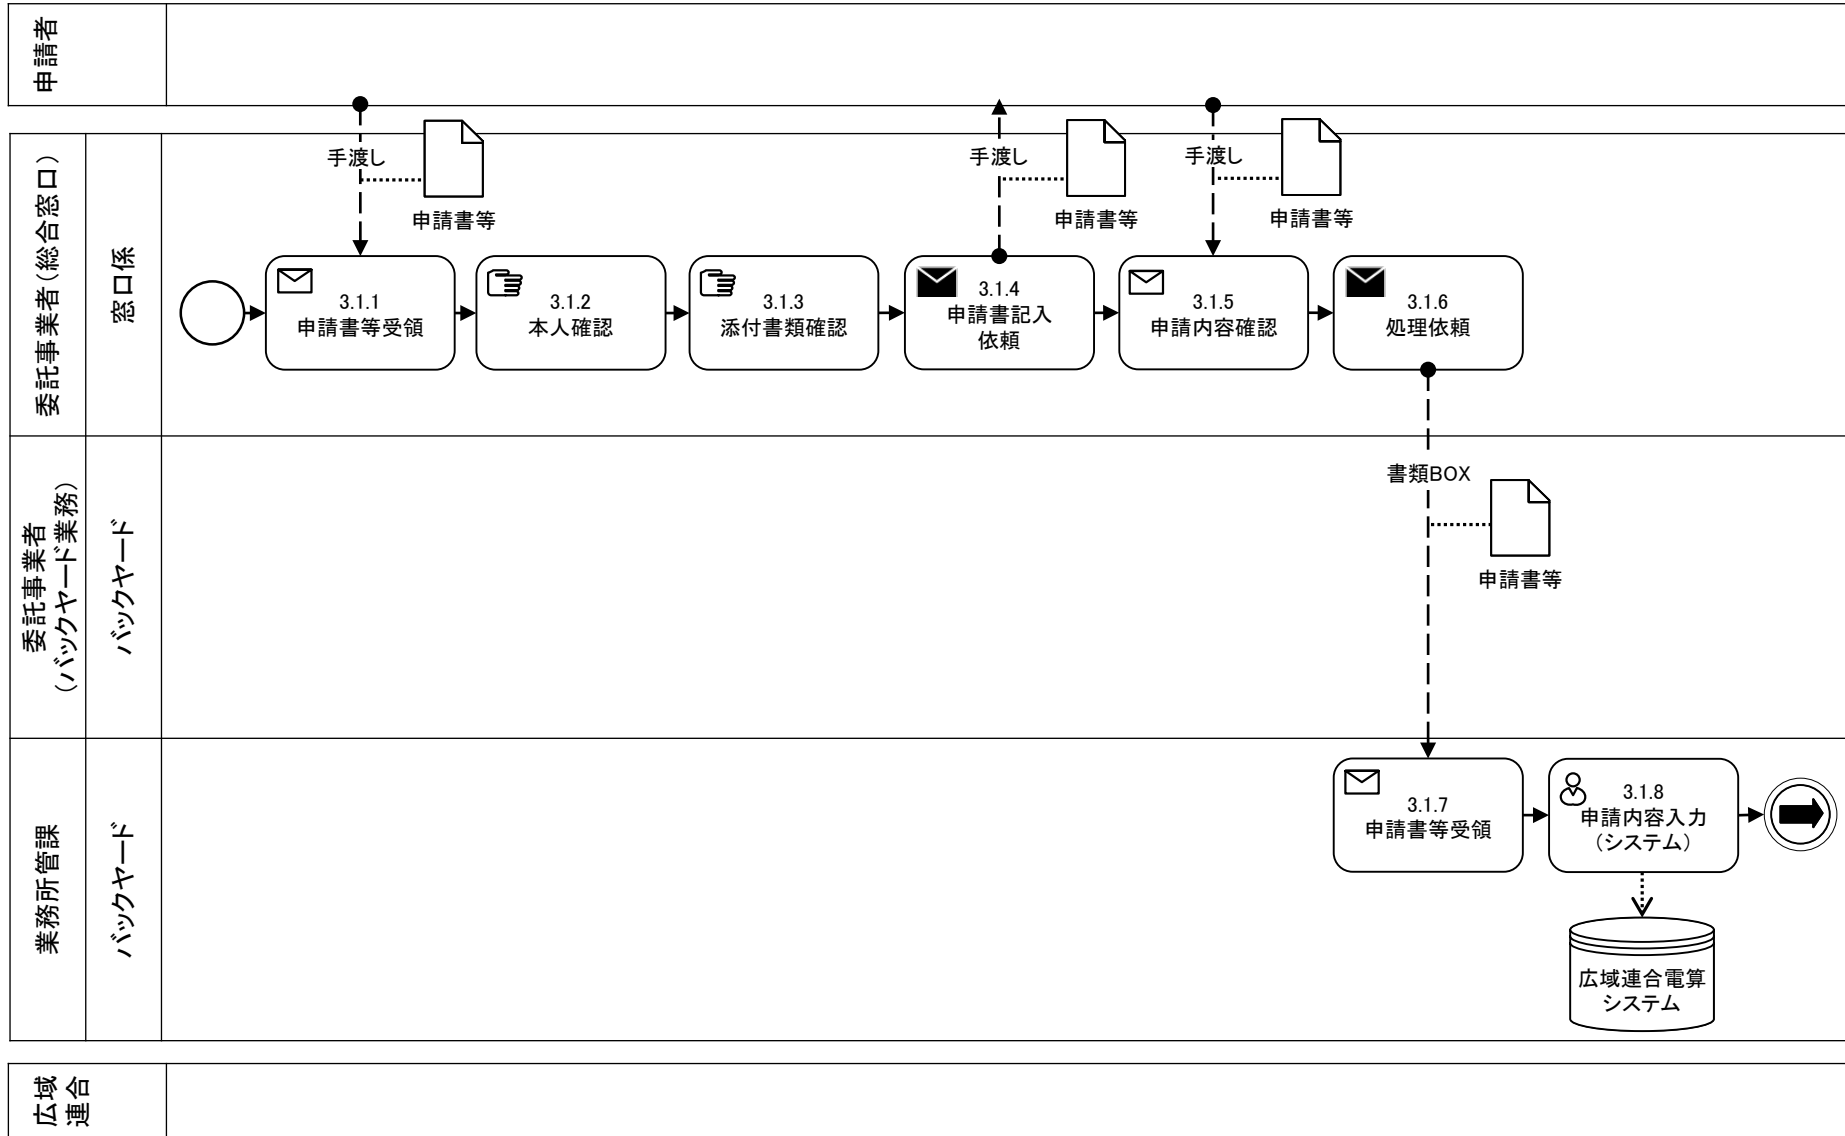 申請者
手渡し
申請書等
手渡し
申請書等
手渡し
申請書等
委託事業者(総合窓口)
窓口係
3.1.1
申請書等受領
3.1.2
本人確認
3.1.3
添付書類確認
3.1.4
申請書記入
依頼
3.1.5
申請内容確認
3.1.6
処理依頼
委託事業者
(バックヤード業務)
バックヤード
書類BOX
申請書等
業務所管課
バックヤード
3.1.7
申請書等受領
3.1.8
申請内容入力
(システム)
広域連合電算
システム
広域
連合